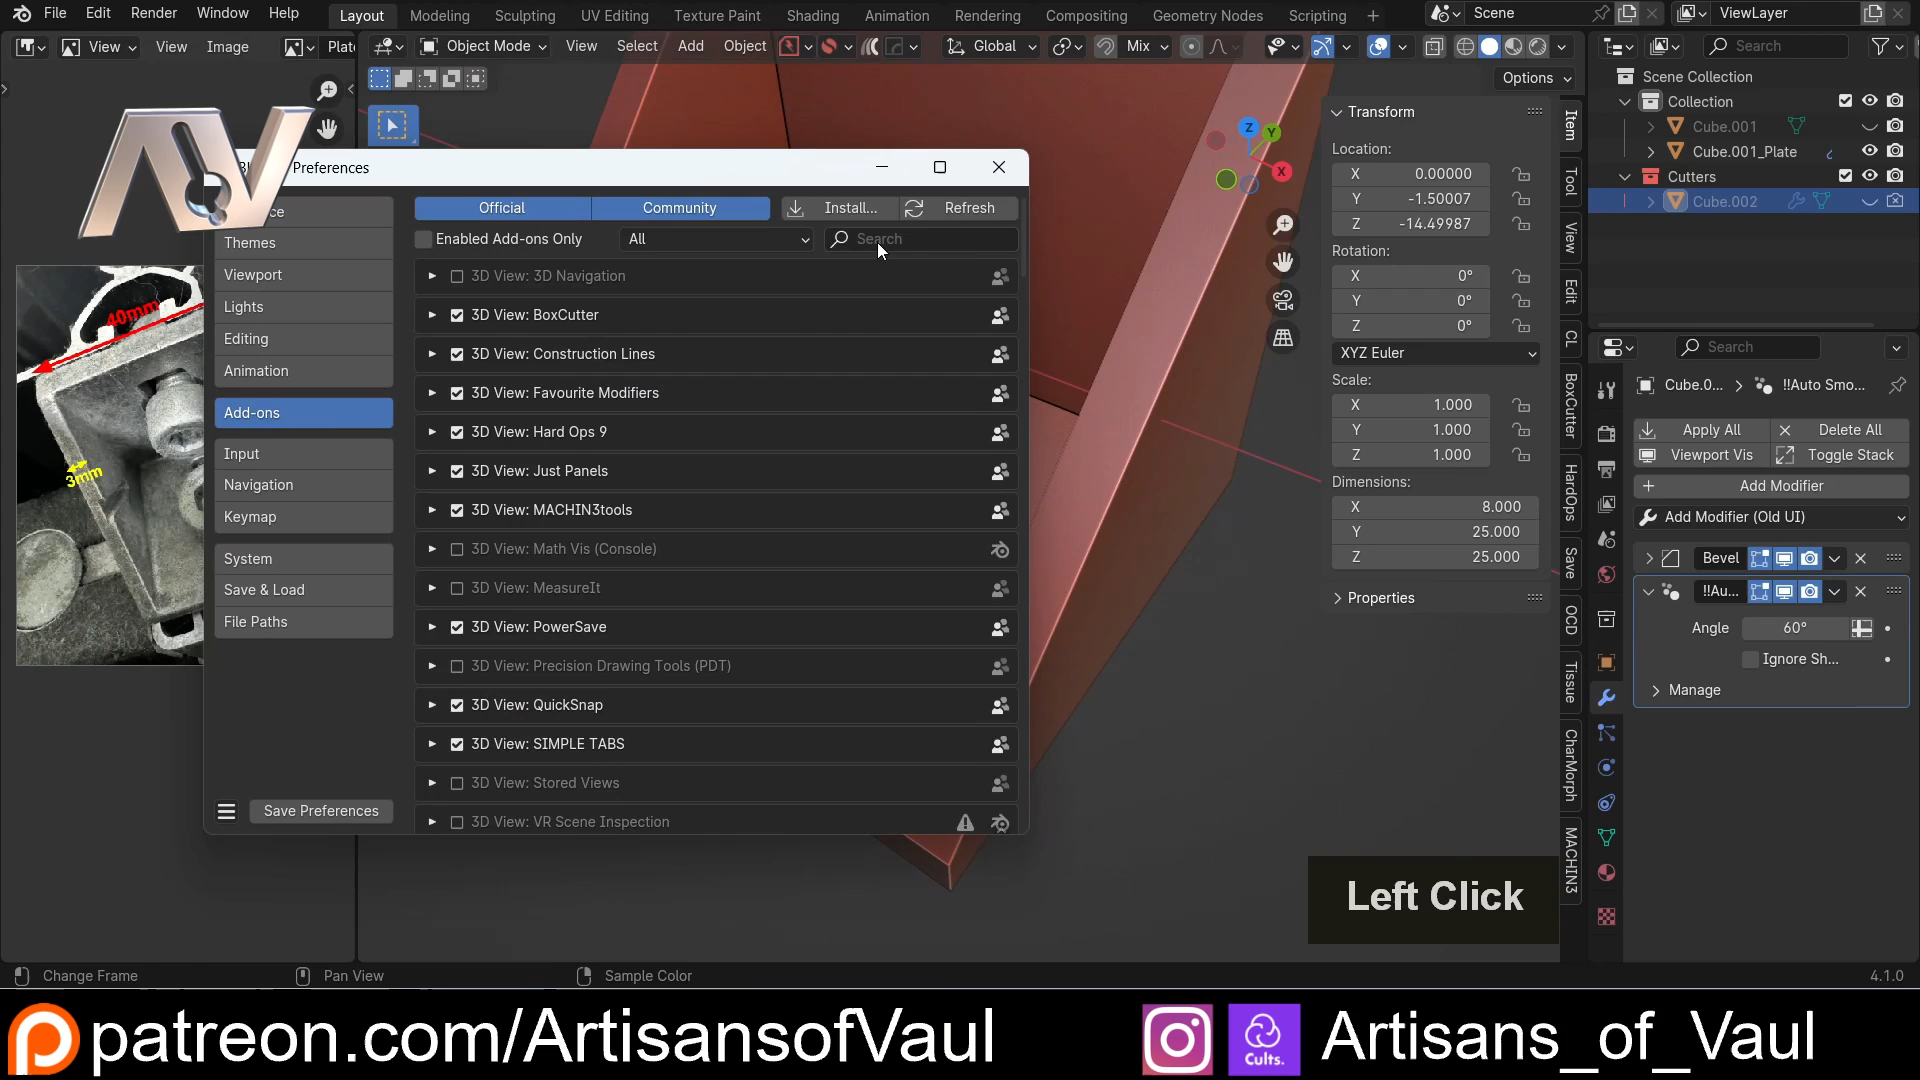 File Edit Render Window Help
Layout Modeling Sculpting UV Editing Texture Paint Shading Animation Rendering Compositing Geometry Nodes Scripting +
Scene
ViewLayer
View View Image
Object Mode View Select Add Object
Global
Mix
Search
Options
Scene Collection
Collection
Cube.001
Cube.001_Plate
Cutters
Cube.002
Preferences
Themes
Viewport
Lights
Editing
Animation
Add-ons
Input
Navigation
Keymap
System
Save & Load
File Paths
Save Preferences
Official Community Install... Refresh
Enabled Add-ons Only All Search
3D View: 3D Navigation
3D View: BoxCutter
3D View: Construction Lines
3D View: Favourite Modifiers
3D View: Hard Ops 9
3D View: Just Panels
3D View: MACHIN3tools
3D View: Math Vis (Console)
3D View: MeasureIt
3D View: PowerSave
3D View: Precision Drawing Tools (PDT)
3D View: QuickSnap
3D View: SIMPLE TABS
3D View: Stored Views
3D View: VR Scene Inspection
40mm
3mm
AV
Z
Y
X
Transform
Location:
X 0.00000
Y -1.50007
Z -14.49987
Rotation:
X 0°
Y 0°
Z 0°
XYZ Euler
Scale:
X 1.000
Y 1.000
Z 1.000
Dimensions:
X 8.000
Y 25.000
Z 25.000
Properties
Item
Tool
View
Edit
CL
BoxCutter
HardOps
Save
OCD
Tissue
CharMorph
MACHIN3
Search
Cube.0... > !!Auto Smo...
Apply All Delete All
Viewport Vis Toggle Stack
Add Modifier
Add Modifier (Old UI)
Bevel
!!Au...
Angle 60°
Ignore Sh...
Manage
Left Click
Change Frame Pan View Sample Color 4.1.0
patreon.com/ArtisansofVaul
Cults.
Artisans_of_Vaul